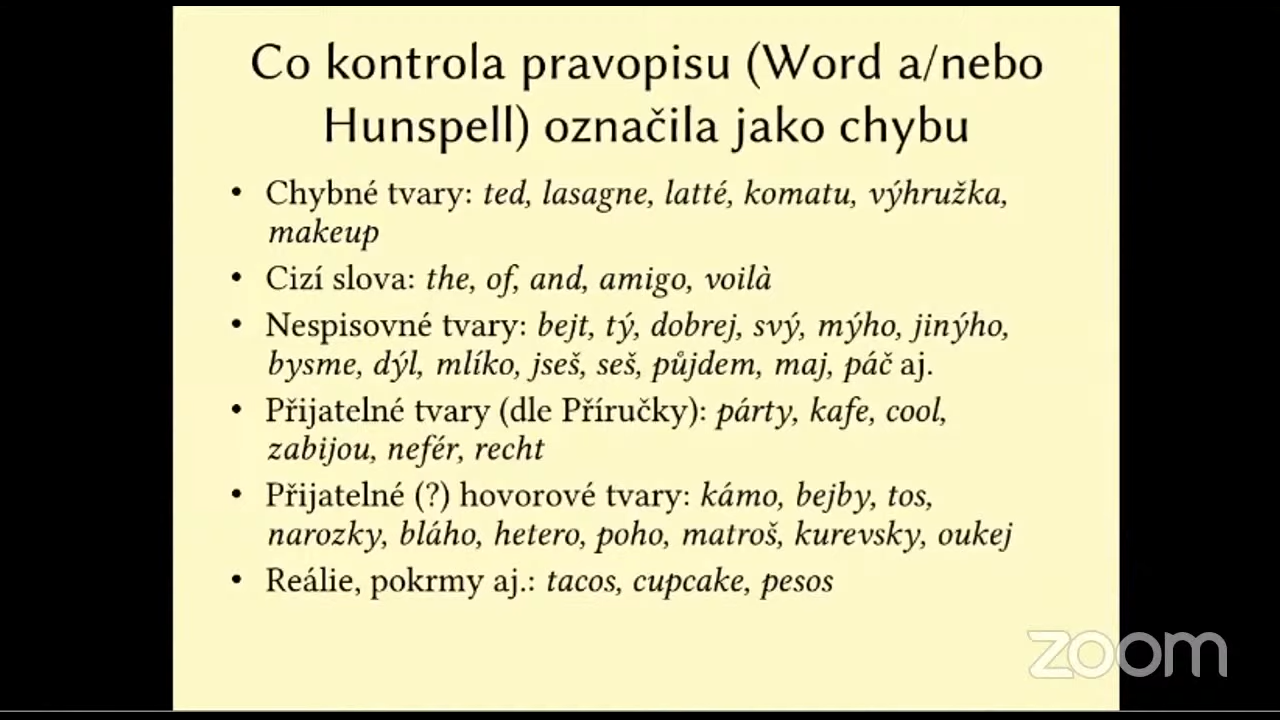 Co kontrola pravopisu (Word a/nebo
Hunspell) označila jako chybu
• Chybné tvary: ted, lasagne, latté, komatu, výhružka,
makeup
• Cizí slova: the, of, and, amigo, voilà
• Nespisovné tvary: bejt, tý, dobrej, svý, mýho, jinýho,
bysme, dýl, mlíko, jseš, seš, půjdem, maj, páč aj.
• Přijatelné tvary (dle Příručky): párty, kafe, cool,
zabijou, nefér, recht
• Přijatelné (?) hovorové tvary: kámo, bejby, tos,
narozky, bláho, hetero, poho, matroš, kurevsky, oukej
• Reálie, pokrmy aj.: tacos, cupcake, pesos
zoom